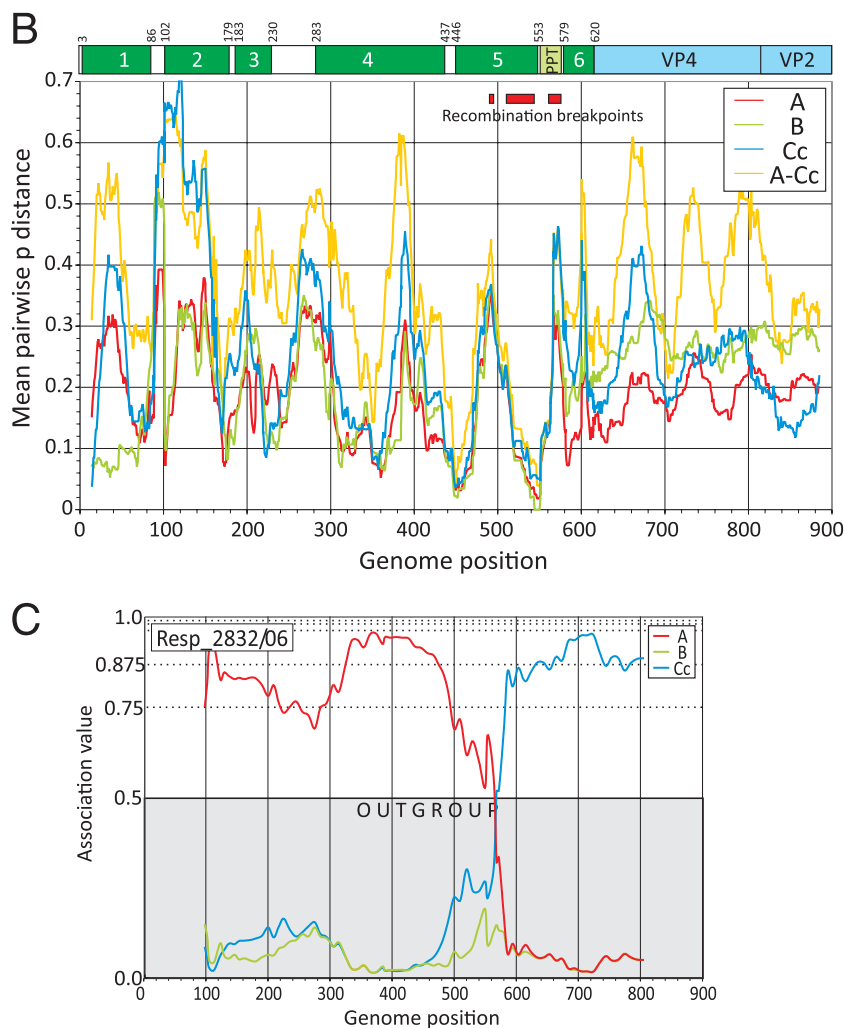 B
3 86 102 179 183 230 283 437 446 553 579 620
1 2 3 4 5 PPT 6 VP4 VP2
Mean pairwise p distance
0.7
0.6
0.5
0.4
0.3
0.2
0.1
0
Recombination breakpoints
A
B
Cc
A-Cc
0 100 200 300 400 500 600 700 800 900
Genome position
C
Association value
1.0
0.875
0.75
0.5
0.0
Resp_2832/06
A
B
Cc
OUTGROUP
0 100 200 300 400 500 600 700 800 900
Genome position